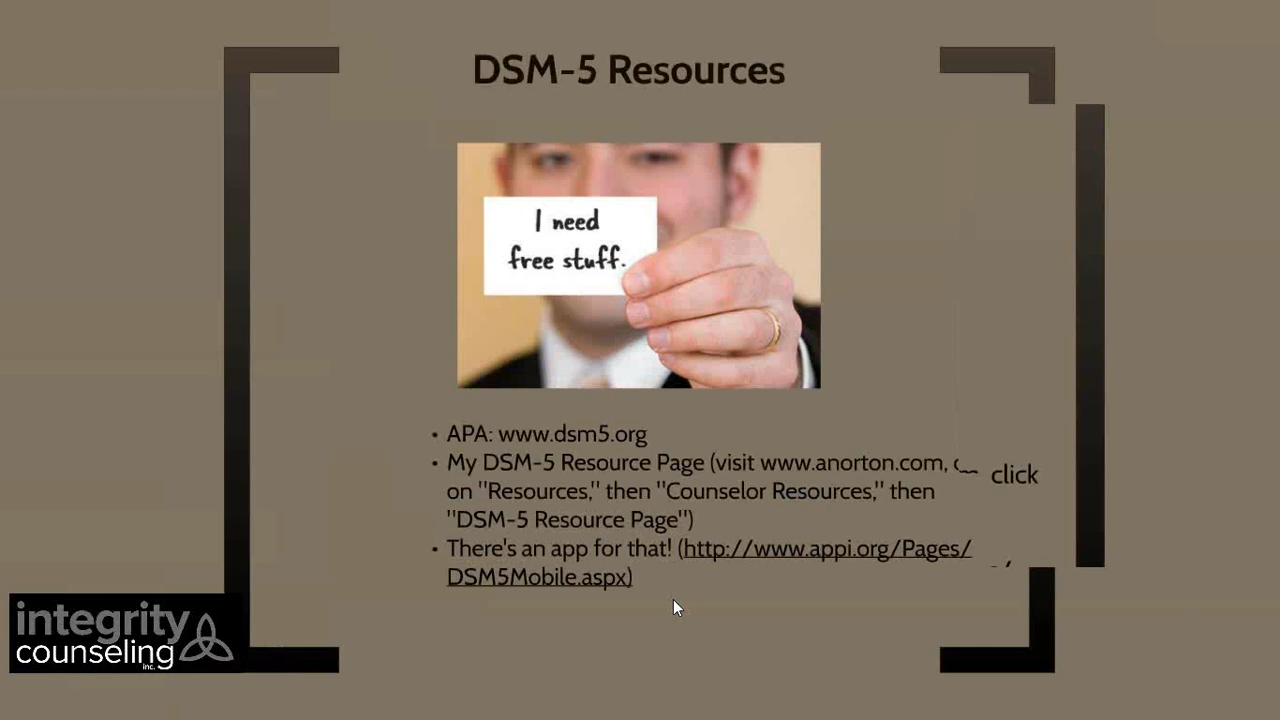 DSM-5 Resources
I need
free stuff.
• APA: www.dsm5.org
• My DSM-5 Resource Page (visit www.anorton.com, click
on "Resources," then "Counselor Resources," then
"DSM-5 Resource Page")
• There's an app for that! (http://www.appi.org/Pages/
DSM5Mobile.aspx)
integrity
counseling
inc.